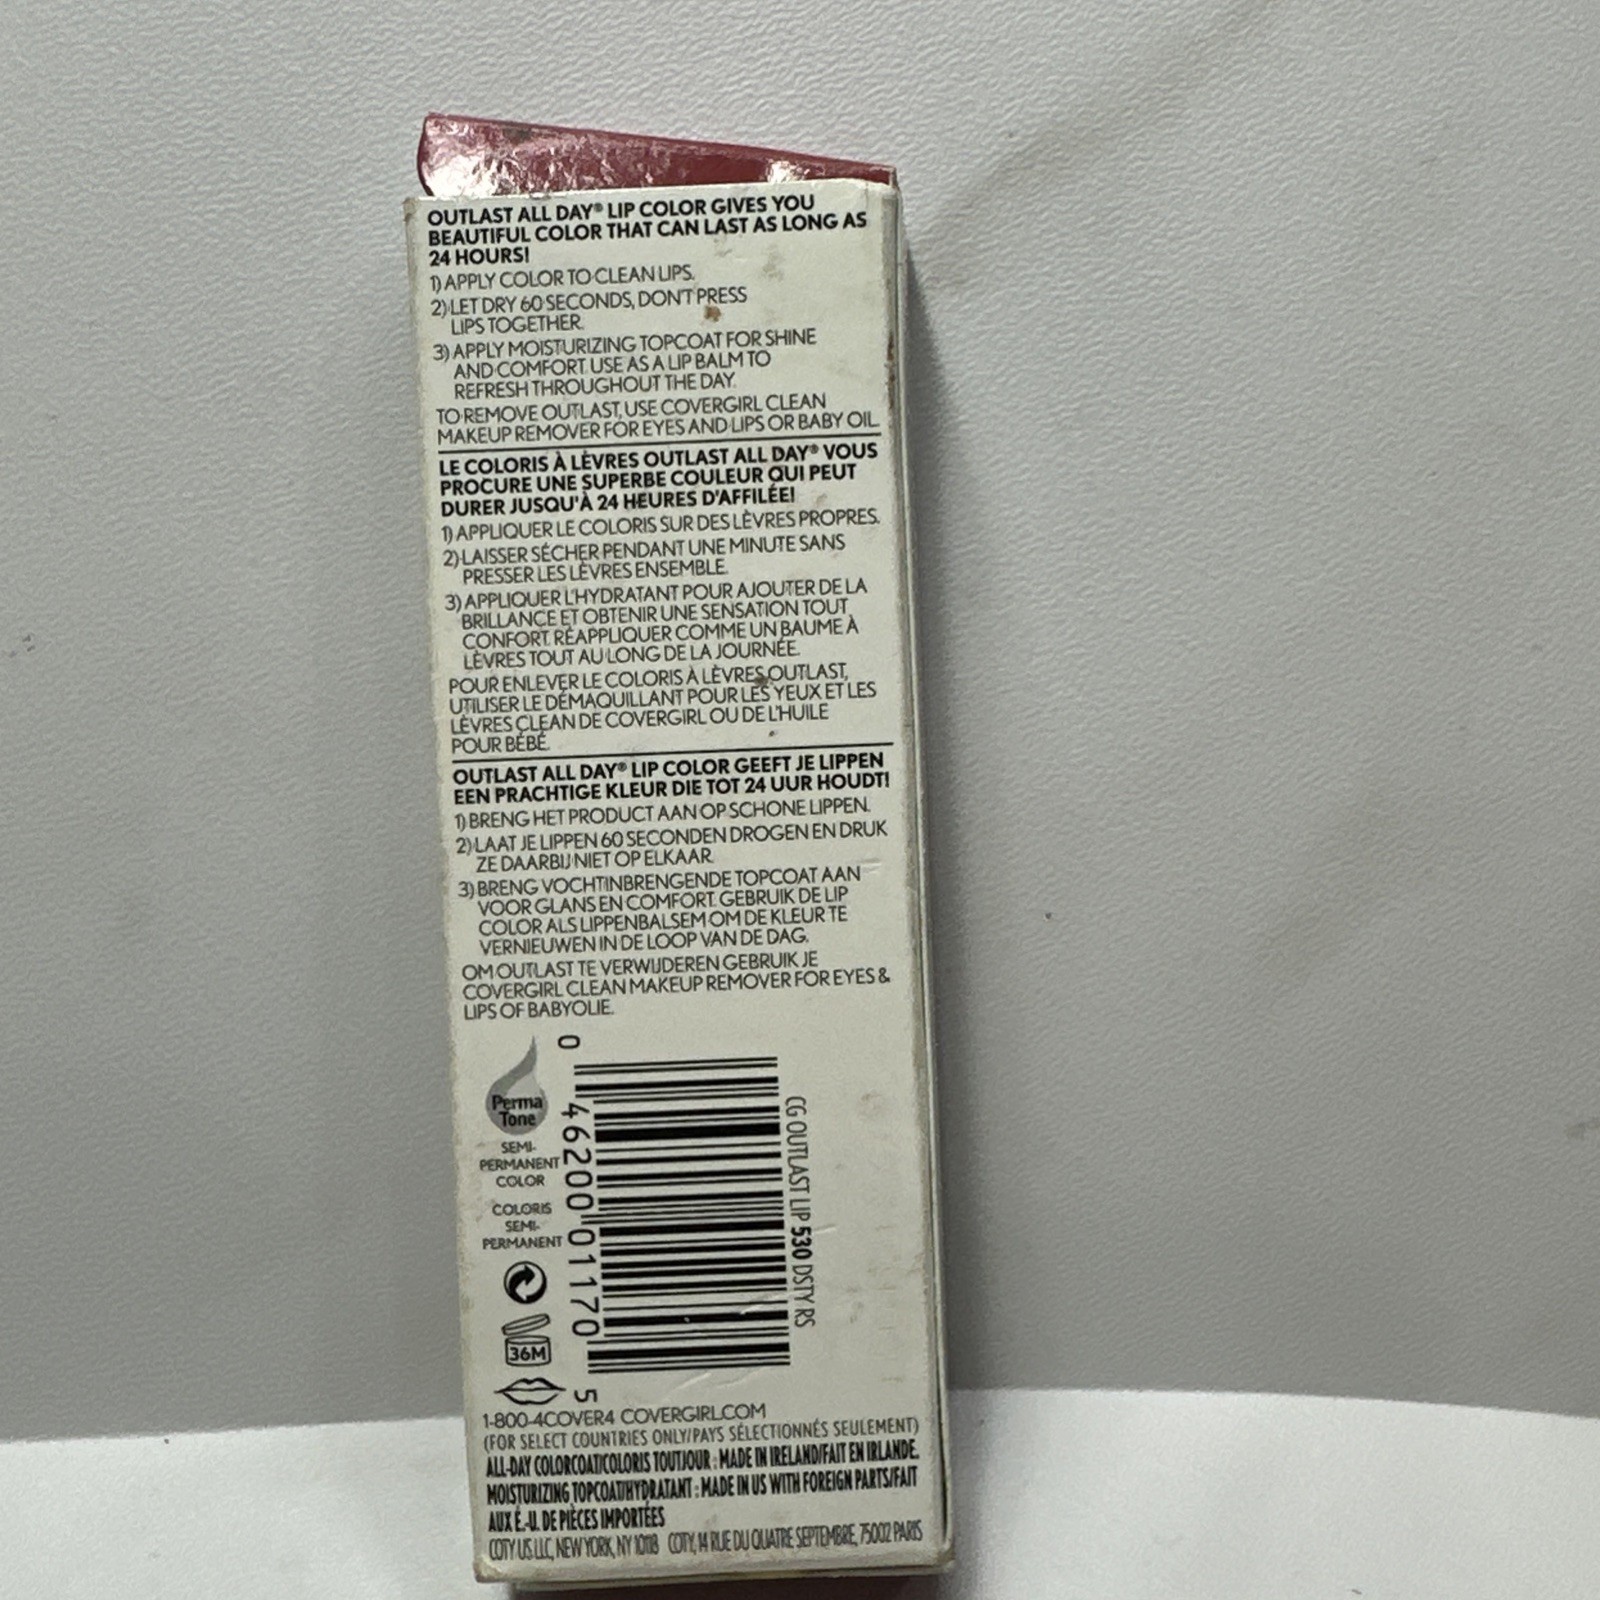 OUTLAST ALL DAY® LIP COLOR GIVES YOU
BEAUTIFUL COLOR THAT CAN LAST AS LONG AS
24 HOURS!
1) APPLY COLOR TO CLEAN LIPS.
2) LET DRY 60 SECONDS, DON'T PRESS
LIPS TOGETHER.
3) APPLY MOISTURIZING TOPCOAT FOR SHINE
AND COMFORT. USE AS A LIP BALM TO
REFRESH THROUGHOUT THE DAY.
TO REMOVE OUTLAST, USE COVERGIRL CLEAN
MAKEUP REMOVER FOR EYES AND LIPS OR BABY OIL.
LE COLORIS À LÈVRES OUTLAST ALL DAY® VOUS
PROCURE UNE SUPERBE COULEUR QUI PEUT
DURER JUSQU'À 24 HEURES D'AFFILÉE!
1) APPLIQUER LE COLORIS SUR DES LÈVRES PROPRES.
2) LAISSER SÉCHER PENDANT UNE MINUTE SANS
PRESSER LES LÈVRES ENSEMBLE.
3) APPLIQUER L'HYDRATANT POUR AJOUTER DE LA
BRILLANCE ET OBTENIR UNE SENSATION TOUT
CONFORT. RÉAPPLIQUER COMME UN BAUME À
LÈVRES TOUT AU LONG DE LA JOURNÉE.
POUR ENLEVER LE COLORIS À LÈVRES OUTLAST,
UTILISER LE DÉMAQUILLANT POUR LES YEUX ET LES
LÈVRES CLEAN DE COVERGIRL OU DE L'HUILE
POUR BÉBÉ.
OUTLAST ALL DAY® LIP COLOR GEEFT JE LIPPEN
EEN PRACHTIGE KLEUR DIE TOT 24 UUR HOUDT!
1) BRENG HET PRODUCT AAN OP SCHONE LIPPEN.
2) LAAT JE LIPPEN 60 SECONDEN DROGEN EN DRUK
ZE DAARBIJ NIET OP ELKAAR.
3) BRENG VOCHTINBRENGENDE TOPCOAT AAN
VOOR GLANS EN COMFORT. GEBRUIK DE LIP
COLOR ALS LIPPENBALSEM OM DE KLEUR TE
VERNIEUWEN IN DE LOOP VAN DE DAG.
OM OUTLAST TE VERWIJDEREN GEBRUIK JE
COVERGIRL CLEAN MAKEUP REMOVER FOR EYES &
LIPS OF BABYOLIE.
Perma
Tone
SEMI-
PERMANENT
COLOR
COLORIS
SEMI-
PERMANENT
36M
0 46200 01170 5
CG OUTLAST LIP 530 DSTY RS
1-800-4COVER4 COVERGIRL.COM
(FOR SELECT COUNTRIES ONLY/PAYS SÉLECTIONNÉS SEULEMENT)
ALL-DAY COLORCOAT/COLORIS TOUTJOUR : MADE IN IRELAND/FAIT EN IRLANDE.
MOISTURIZING TOPCOAT/HYDRATANT : MADE IN US WITH FOREIGN PARTS/FAIT
AUX É.-U. DE PIÈCES IMPORTÉES
COTY US LLC, NEW YORK, NY 10118 COTY, 14 RUE DU QUATRE SEPTEMBRE, 75002 PARIS